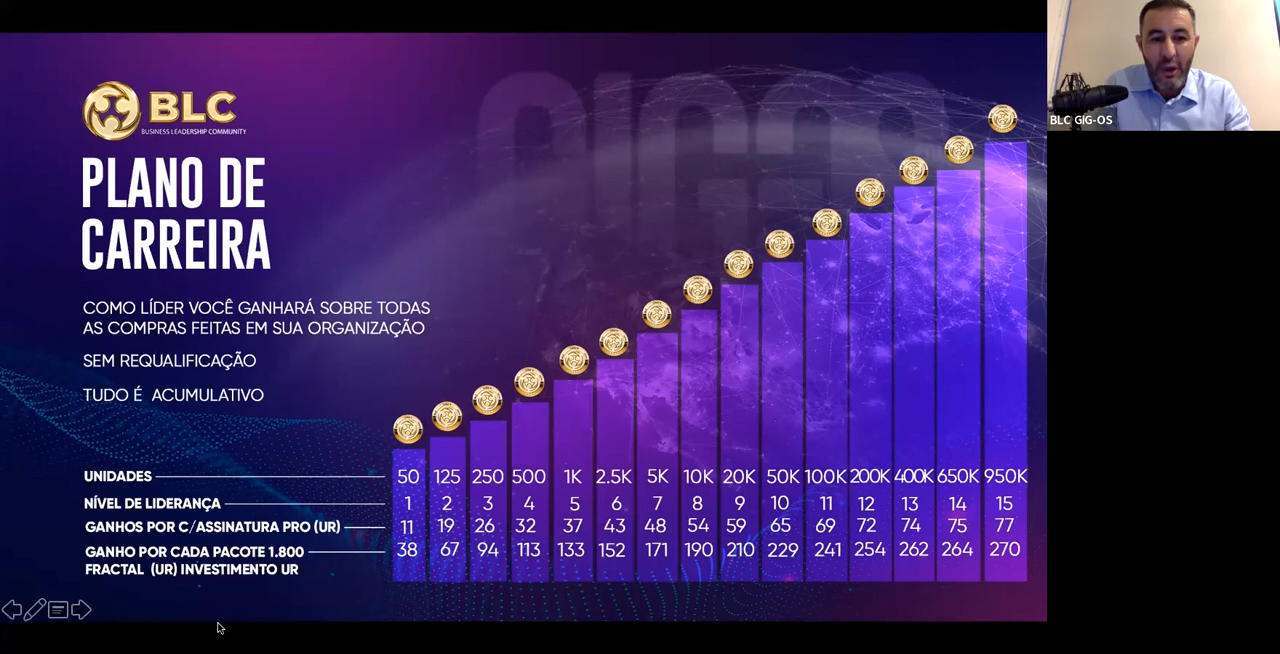 BLC
BUSINESS LEADERSHIP COMMUNITY
PLANO DE
CARREIRA
COMO LÍDER VOCÊ GANHARÁ SOBRE TODAS
AS COMPRAS FEITAS EM SUA ORGANIZAÇÃO
SEM REQUALIFICAÇÃO
TUDO É ACUMULATIVO
UNIDADES 50 125 250 500 1K 2.5K 5K 10K 20K 50K 100K 200K 400K 650K 950K
NÍVEL DE LIDERANÇA 1 2 3 4 5 6 7 8 9 10 11 12 13 14 15
GANHOS POR C/ASSINATURA PRO (UR) 11 19 26 32 37 43 48 54 59 65 69 72 74 75 77
GANHO POR CADA PACOTE 1.800 38 67 94 113 133 152 171 190 210 229 241 254 262 264 270
FRACTAL (UR) INVESTIMENTO UR
BLC GIG-OS